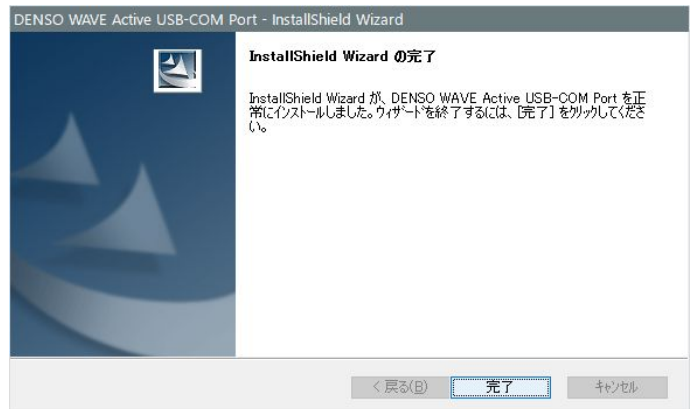 DENSO WAVE Active USB-COM Port - InstallShield Wizard
InstallShield Wizard の完了
InstallShield Wizard が、DENSO WAVE Active USB-COM Port を正
常にインストールしました。ウィザードを終了するには、[完了] をクリックしてくださ
い。
< 戻る(B)
完了
キャンセル